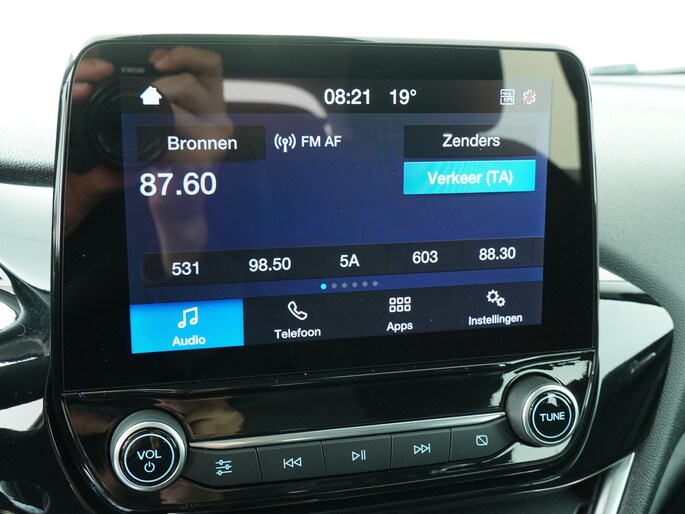 08:21 19°
Bronnen FM AF Zenders
87.60 Verkeer (TA)
531 98.50 5A 603 88.30
Audio Telefoon Apps Instellingen
VOL TUNE